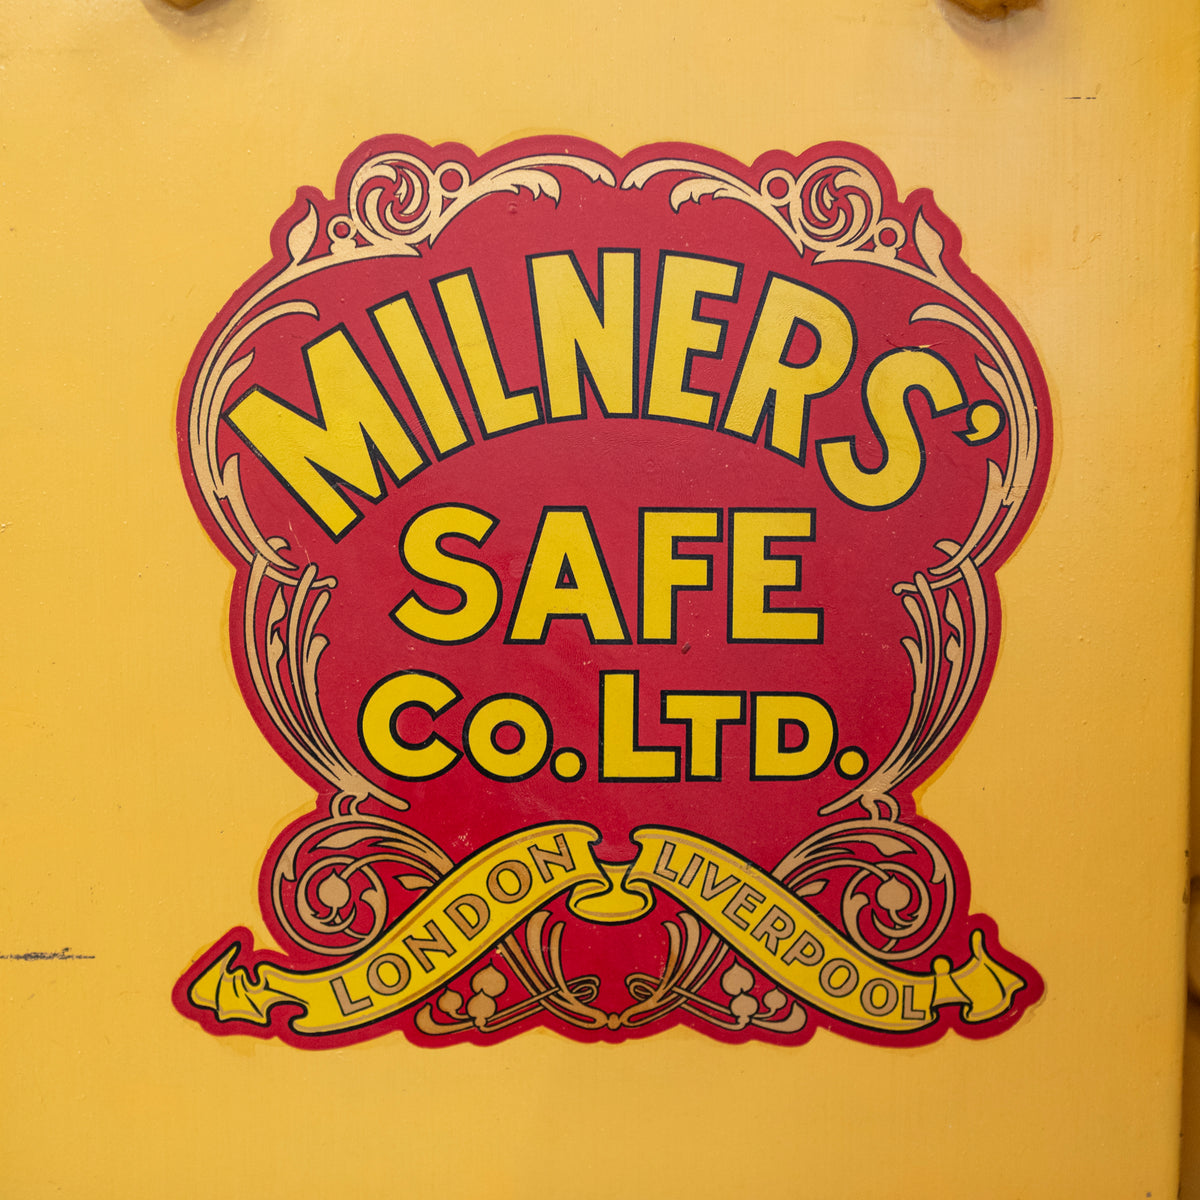 MILNERS'
SAFE
CO. LTD.
LONDON
LIVERPOOL